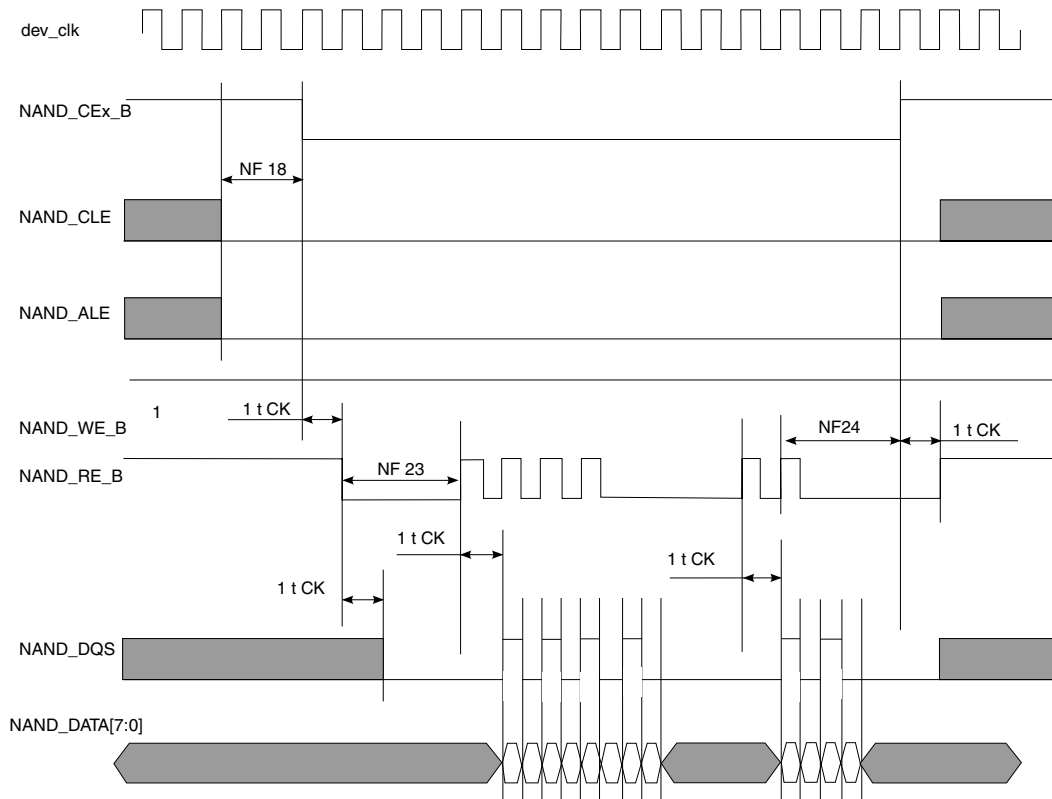 dev_clk
NAND_CEx_B
NF 18
NAND_CLE
NAND_ALE
1
1 t CK
NAND_WE_B
NF24
1 t CK
NAND_RE_B
NF 23
1 t CK
1 t CK
1 t CK
NAND_DQS
NAND_DATA[7:0]